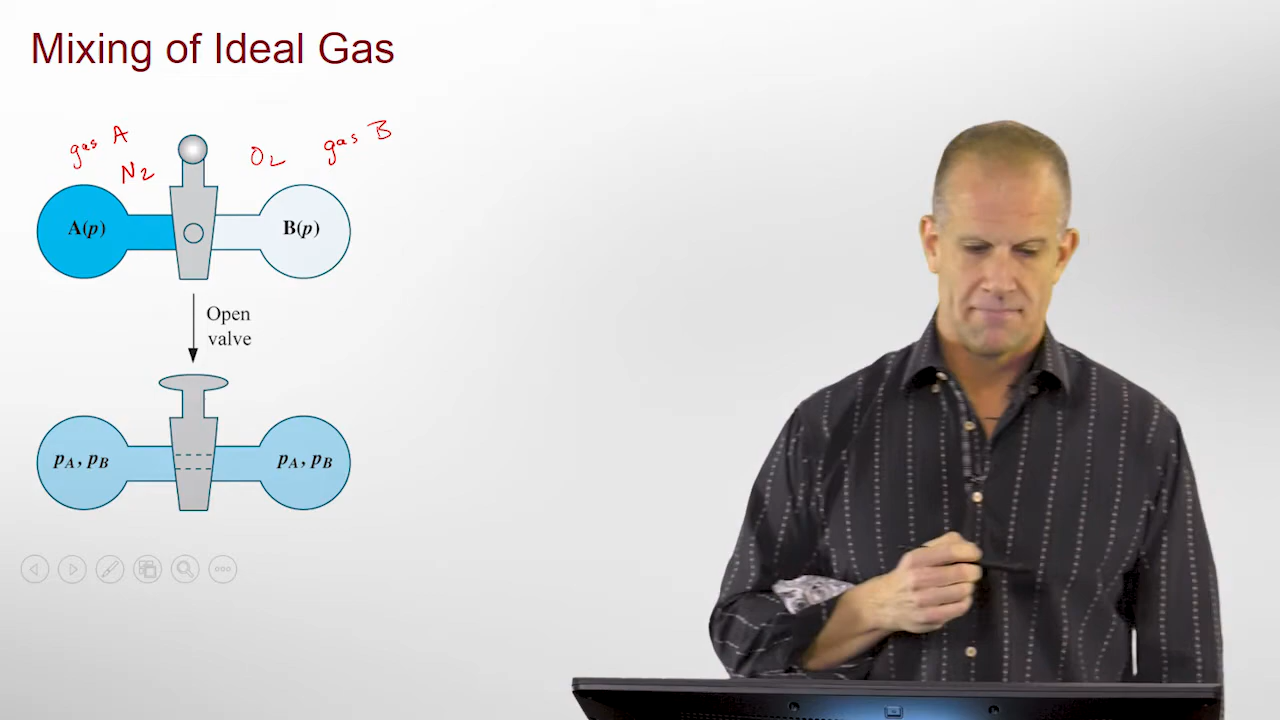 Mixing of Ideal Gas
gas A
N2
O2
gas B
A(p)
B(p)
Open
valve
pA, pB
pA, pB